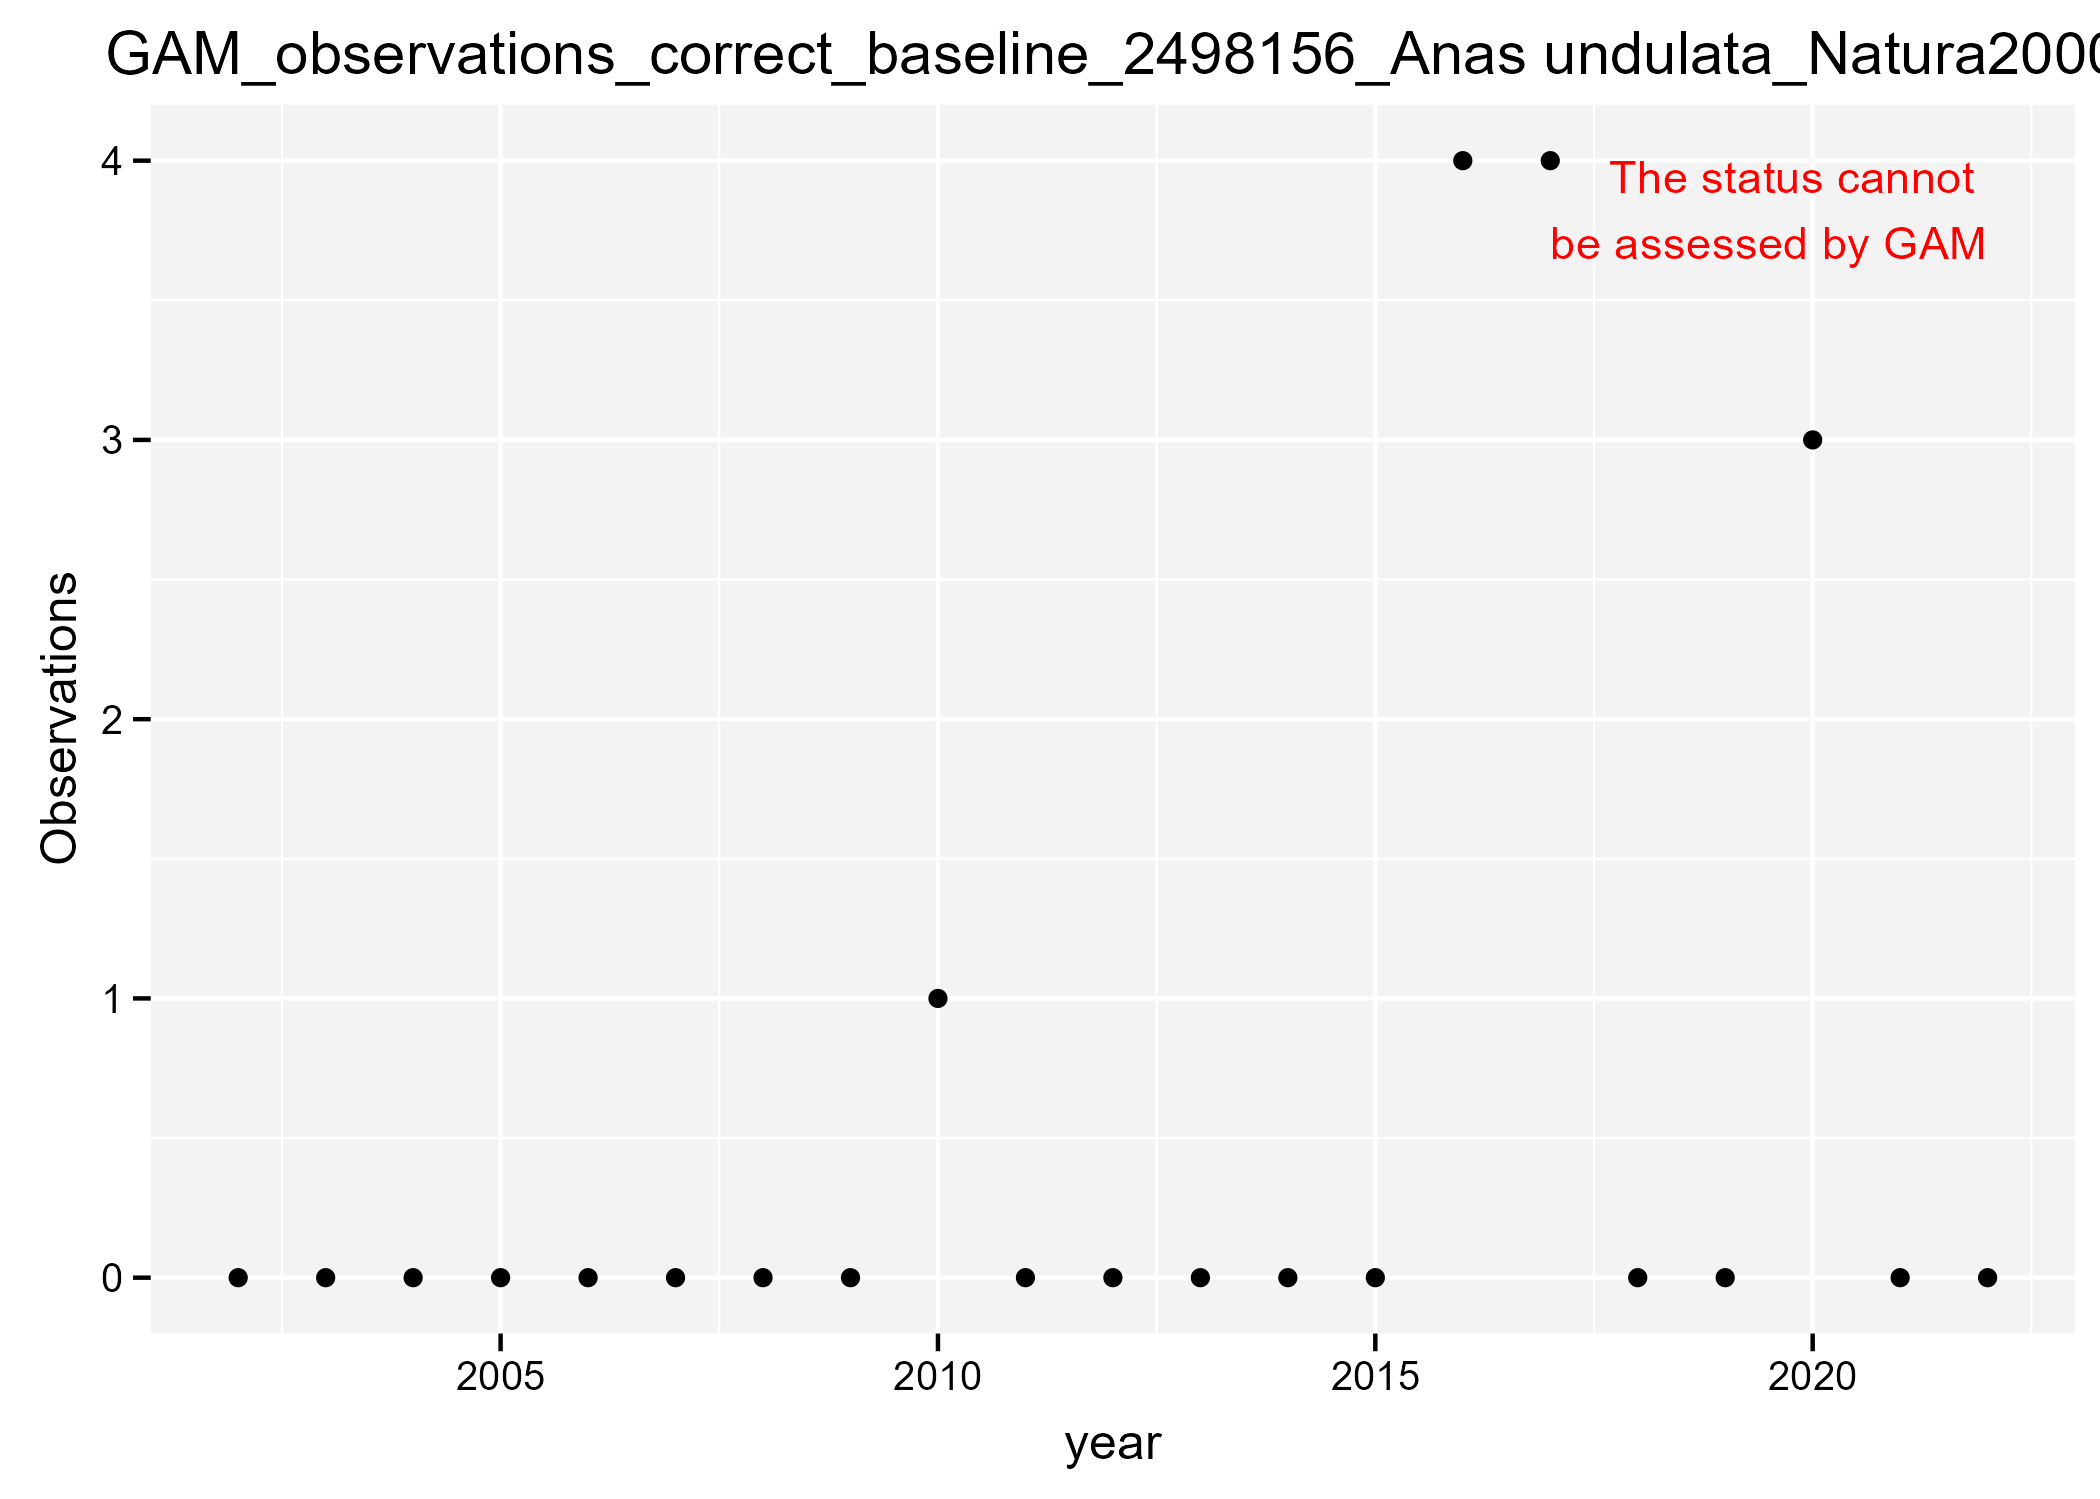 GAM_observations_correct_baseline_2498156_Anas undulata_Natura2000
4
The status cannot
be assessed by GAM
3
2
1
0
Observations
2005 2010 2015 2020
year